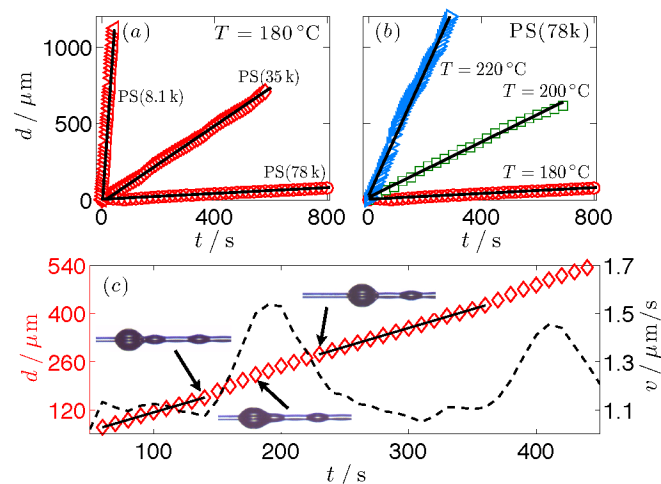 (a) T = 180 °C
PS(8.1 k)
PS(35 k)
PS(78k)
1000
500
0
d / μm
0 400 800
t / s
(b) PS(78k)
T = 220 °C
T = 200 °C
T = 180 °C
0 400 800
t / s
(c)
540
400
260
120
d / μm
1.7
1.5
1.3
1.1
v / μm/s
100 200 300 400
t / s